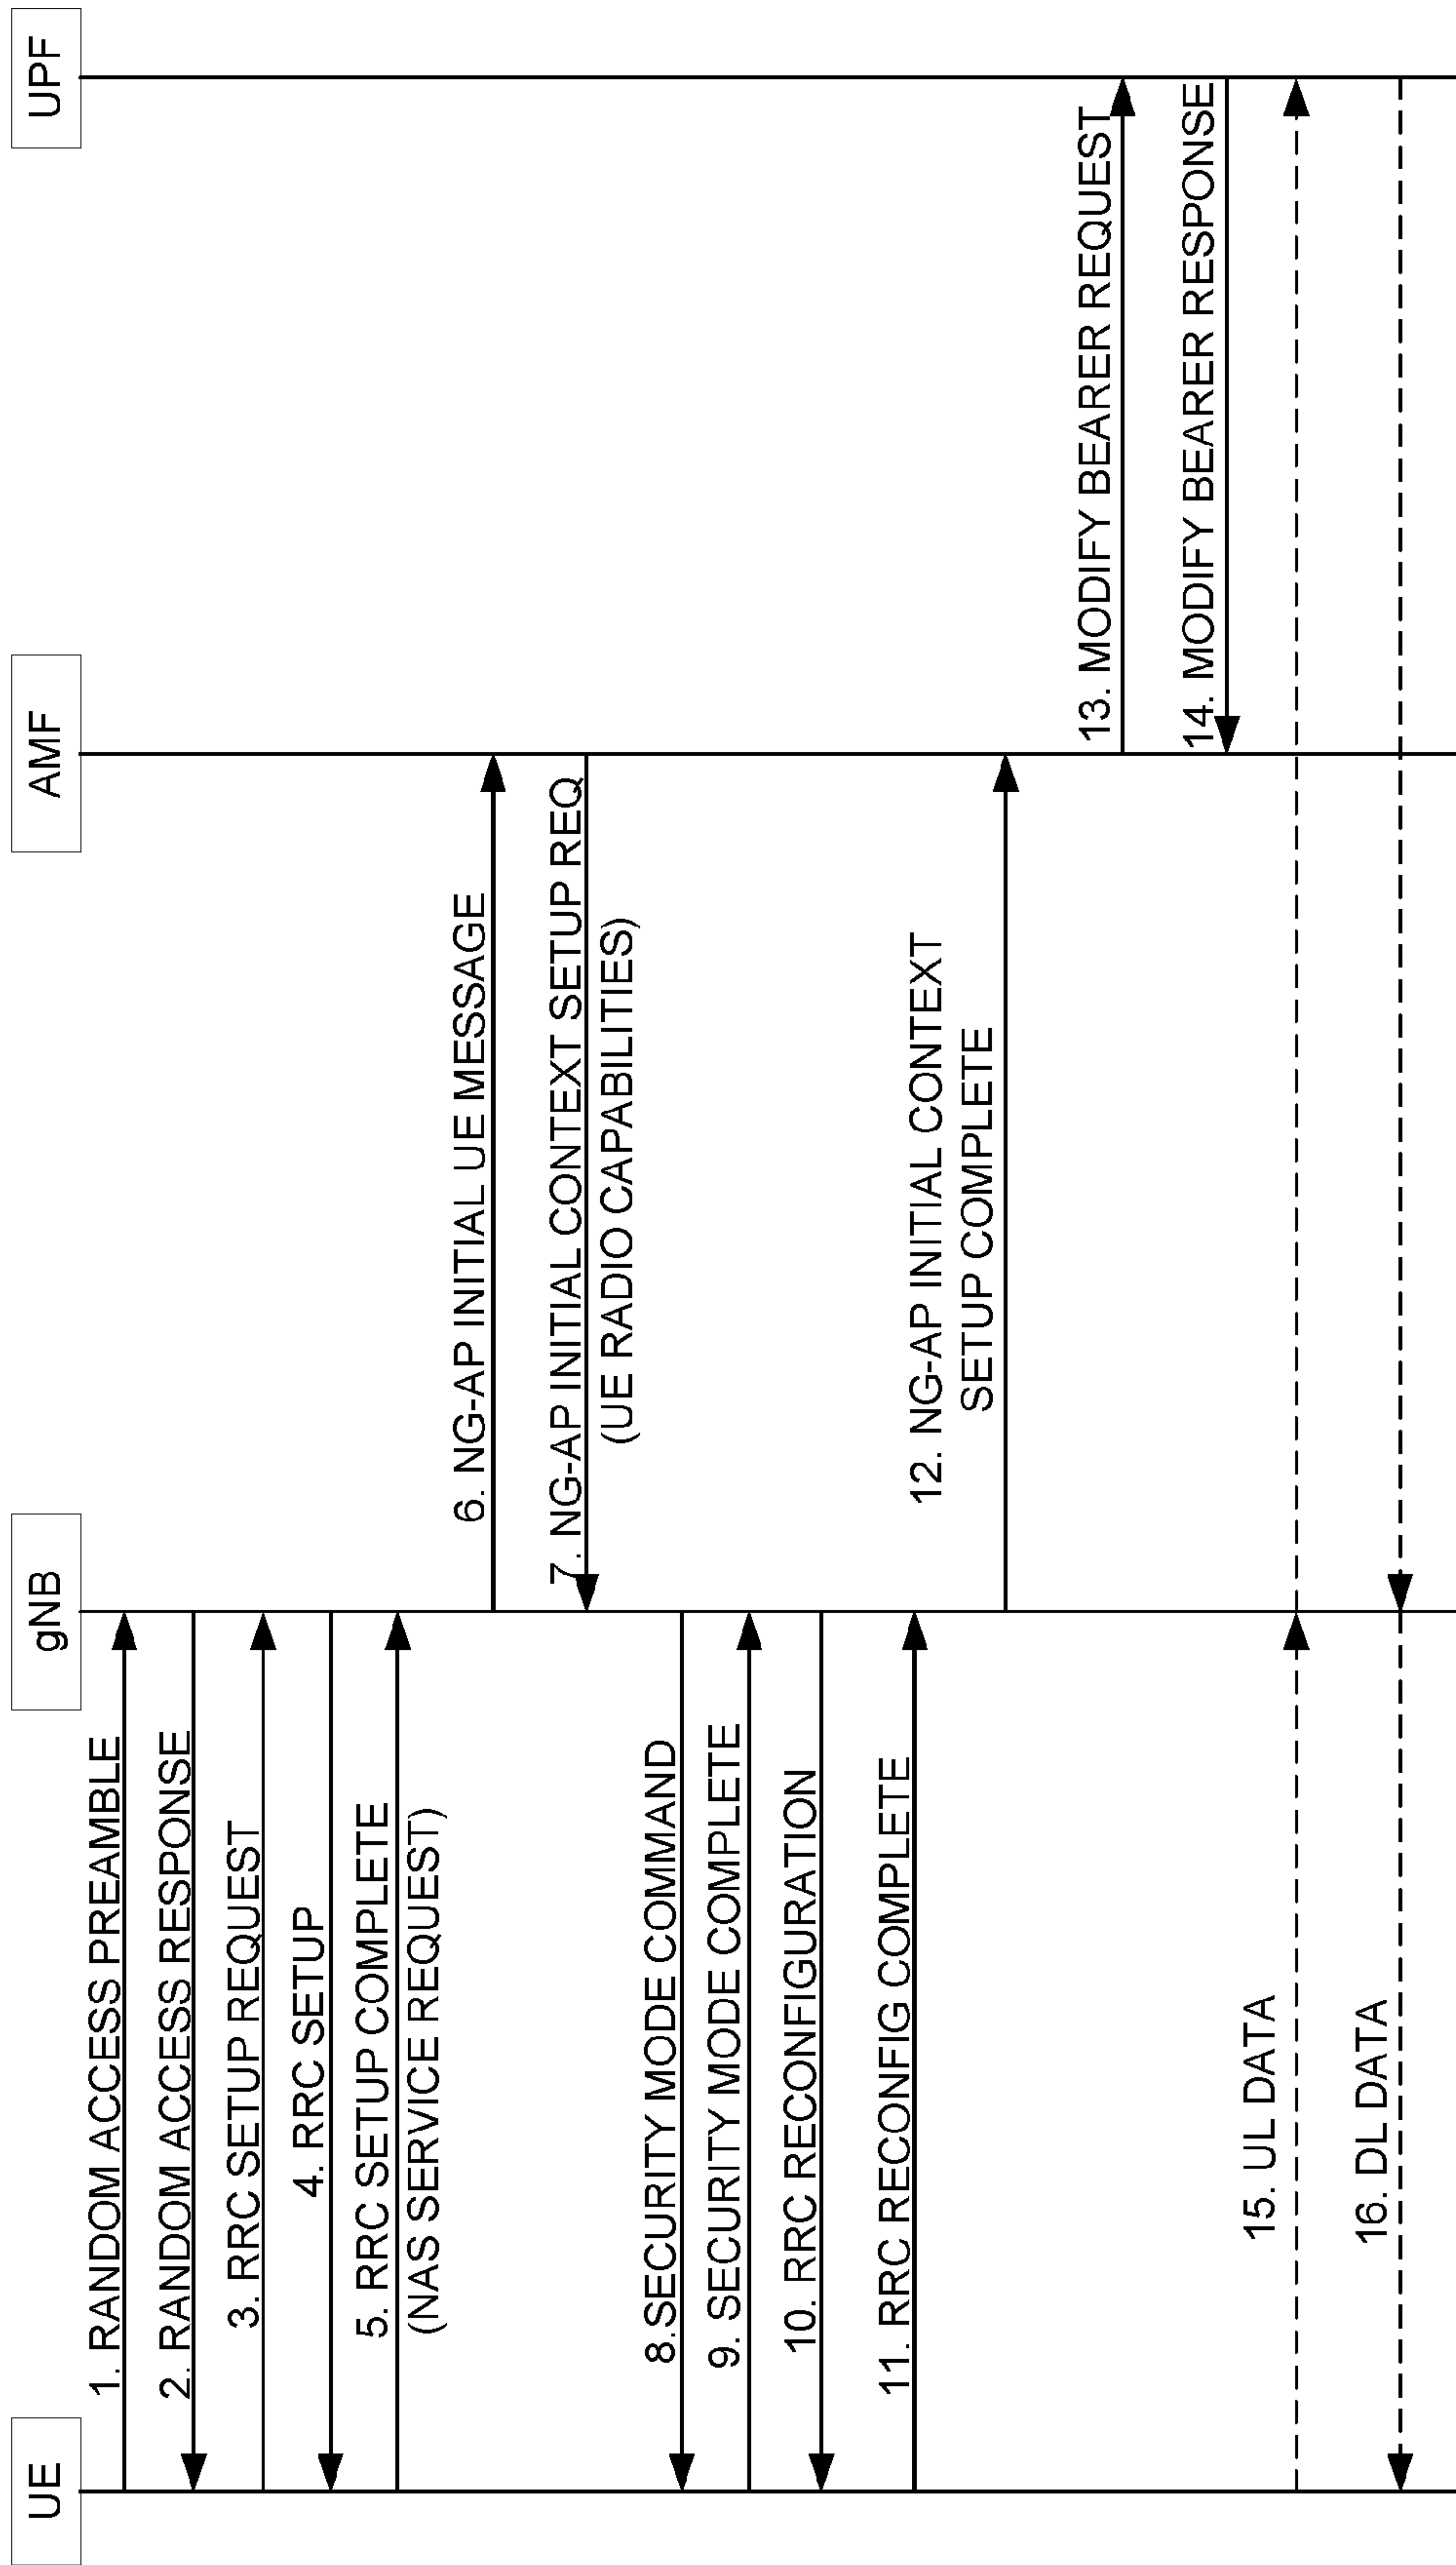 UE
gNB
AMF
UPF
1. RANDOM ACCESS PREAMBLE
2. RANDOM ACCESS RESPONSE
3. RRC SETUP REQUEST
4. RRC SETUP
5. RRC SETUP COMPLETE
(NAS SERVICE REQUEST)
6. NG-AP INITIAL UE MESSAGE
7. NG-AP INITIAL CONTEXT SETUP REQ
(UE RADIO CAPABILITIES)
8.SECURITY MODE COMMAND
9. SECURITY MODE COMPLETE
10. RRC RECONFIGURATION
11. RRC RECONFIG COMPLETE
12. NG-AP INITIAL CONTEXT
SETUP COMPLETE
13. MODIFY BEARER REQUEST
14. MODIFY BEARER RESPONSE
15. UL DATA
16. DL DATA